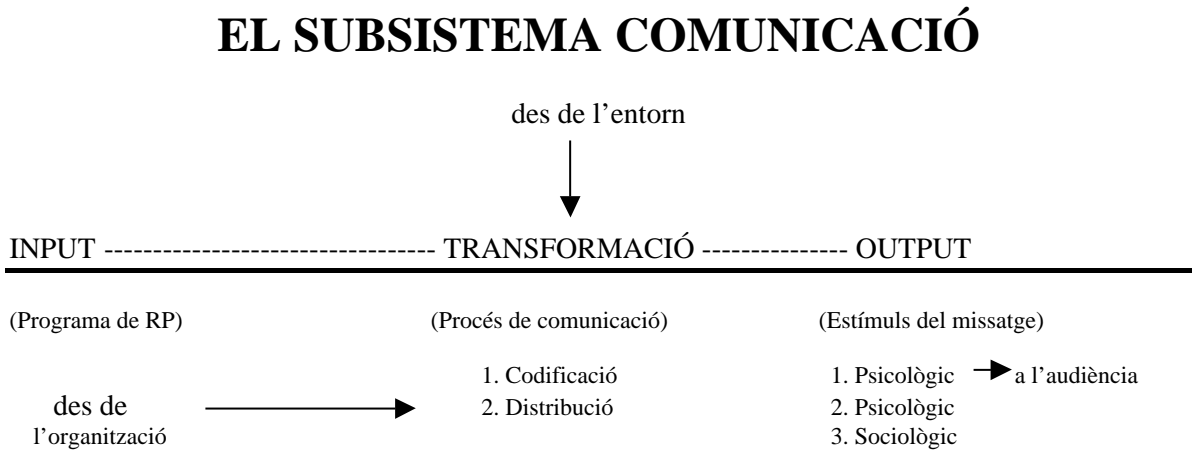 EL SUBSISTEMA COMUNICACIÓ
des de l’entorn
INPUT ---------------------------------- TRANSFORMACIÓ --------------- OUTPUT
(Programa de RP) (Procés de comunicació) (Estímuls del missatge)
1. Codificació 1. Psicològic a l’audiència
des de 2. Distribució 2. Psicològic
l’organització 3. Sociològic